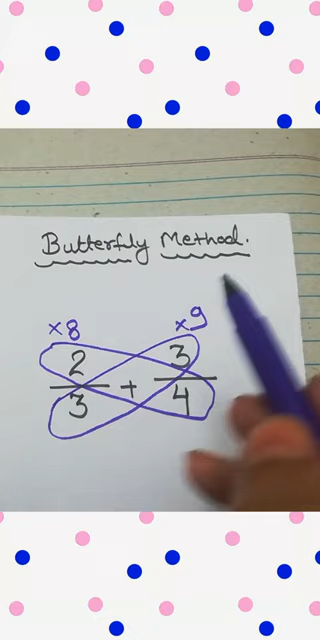 Butterfly Method.
×8 ×9
2/3 + 3/4